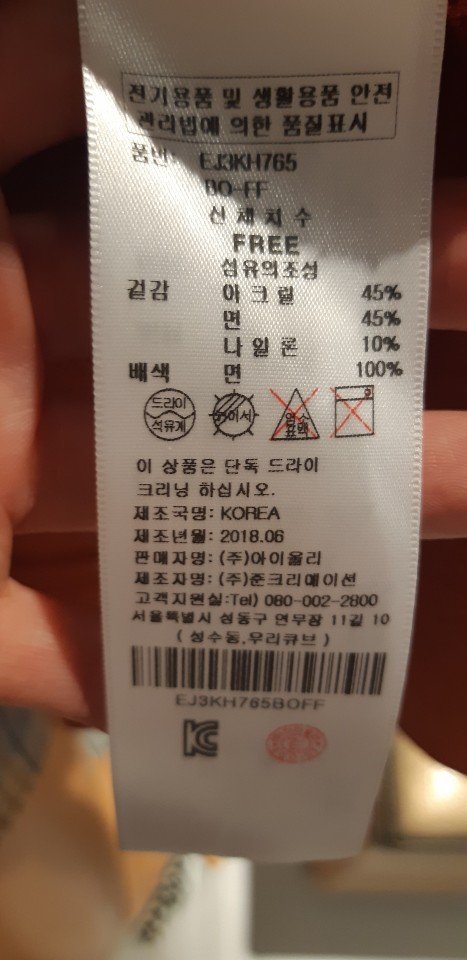 전기용품 및 생활용품 안전
관리법에 의한 품질표시
품번: EJ3KH765
BO-FF
신체치수
FREE
섬유의조성
겉감 아크릴 45%
면 45%
나일론 10%
배색 면 100%
드라이
석유계
뉘어서
염소
표백
이 상품은 단독 드라이
크리닝 하십시오.
제조국명: KOREA
제조년월: 2018.06
판매자명: (주)아이올리
제조자명: (주)준크리에이션
고객지원실:Tel) 080-002-2800
서울특별시 성동구 연무장 11길 10
( 성수동,우리큐브 )
EJ3KH765BOFF